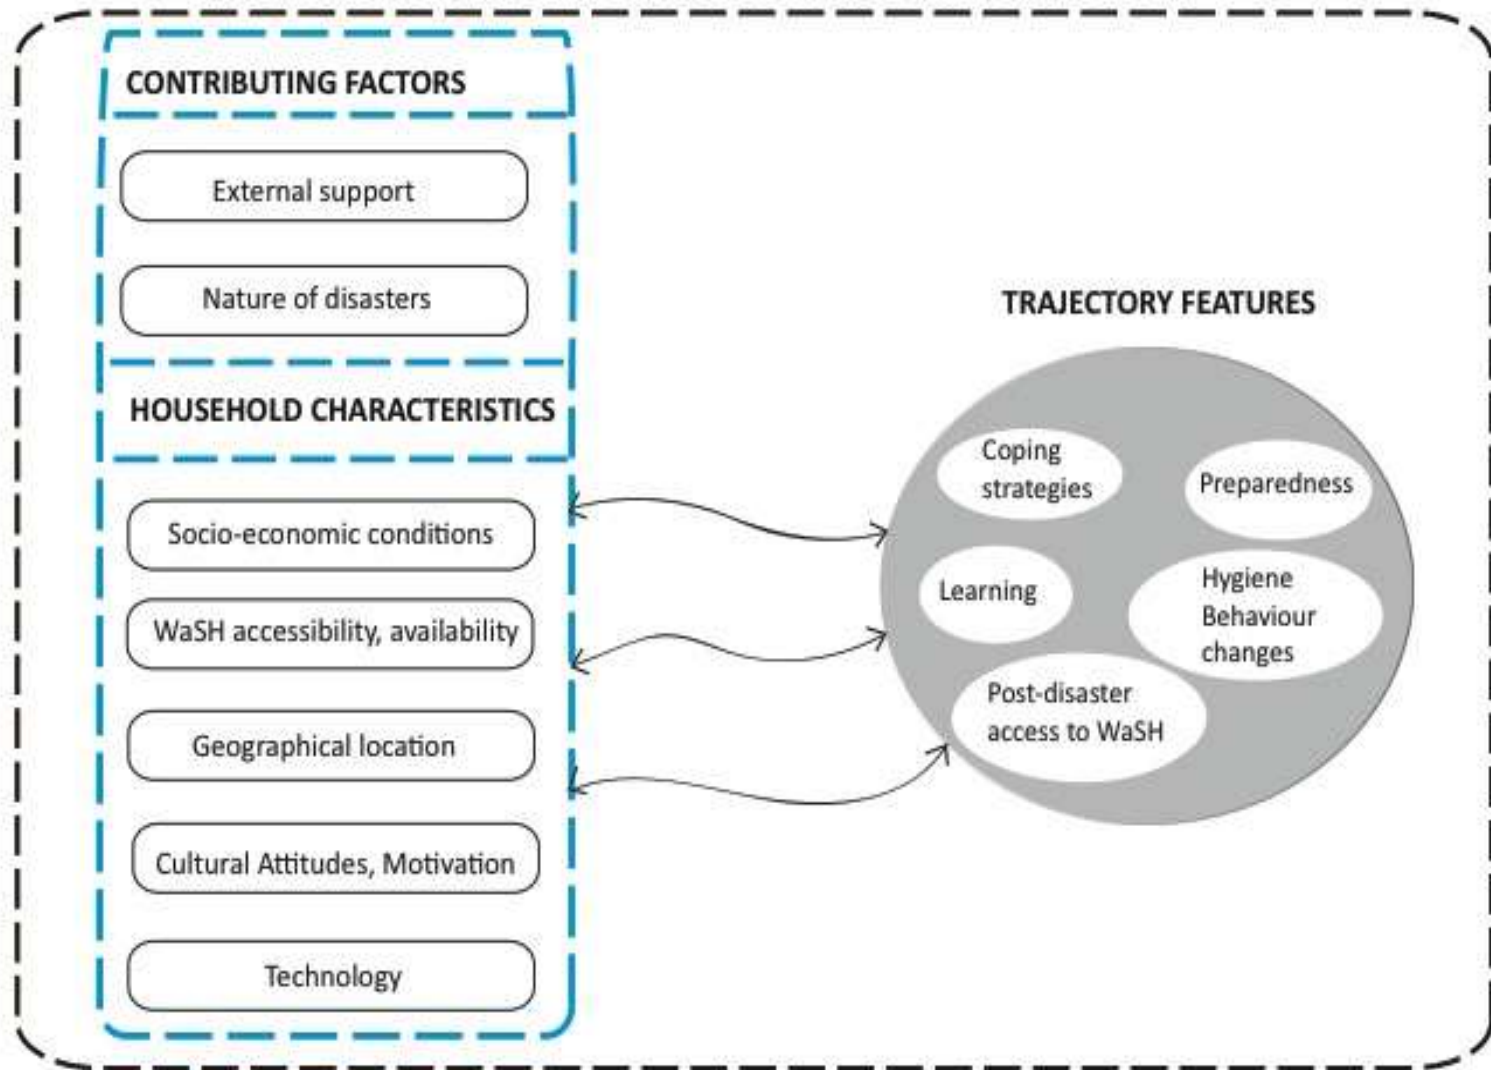 CONTRIBUTING FACTORS
External support
Nature of disasters
HOUSEHOLD CHARACTERISTICS
Socio-economic conditions
WaSH accessibility, availability
Geographical location
Cultural Attitudes, Motivation
Technology
TRAJECTORY FEATURES
Coping
strategies
Preparedness
Learning
Hygiene
Behaviour
changes
Post-disaster
access to WaSH